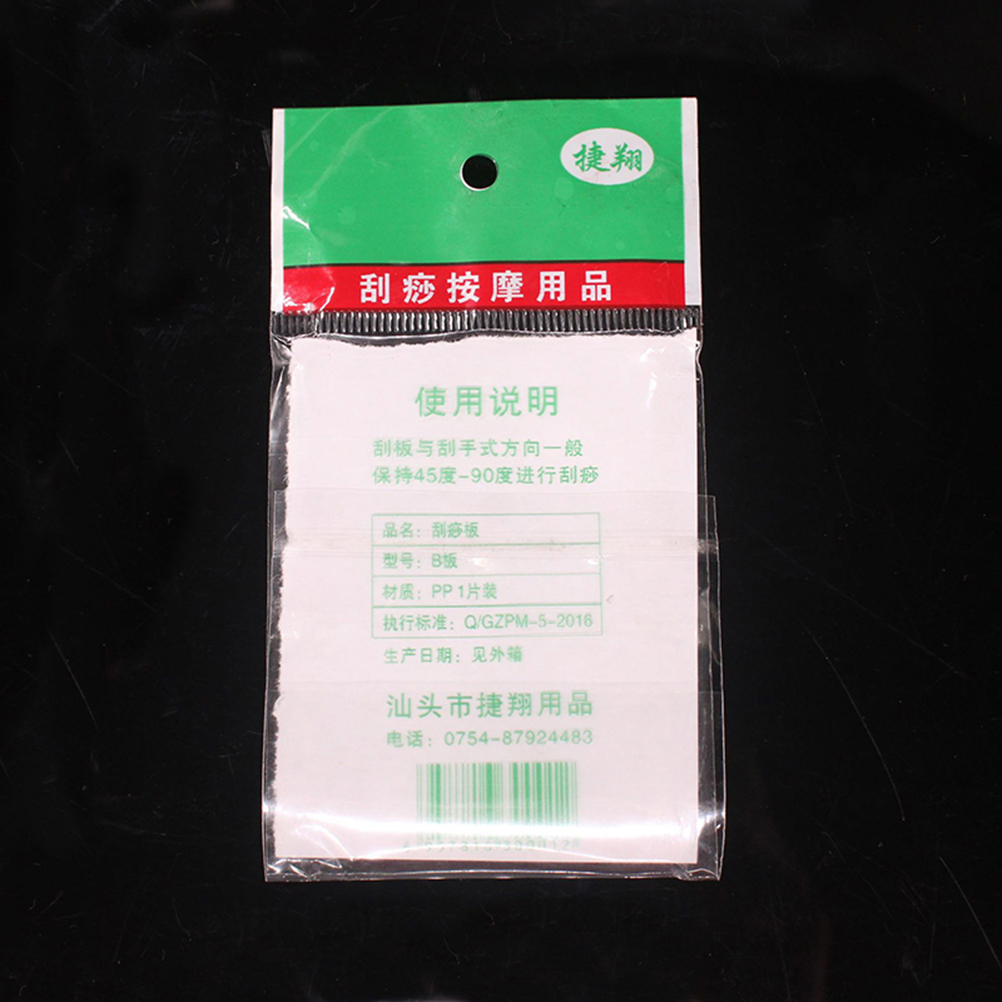 捷翔
刮痧按摩用品
使用说明
刮板与刮手式方向一般
保持45度-90度进行刮痧
品名：刮痧板
型号：B板
材质：PP 1片装
执行标准：Q/GZPM-5-2016
生产日期：见外箱
汕头市捷翔用品
电话：0754-87924483